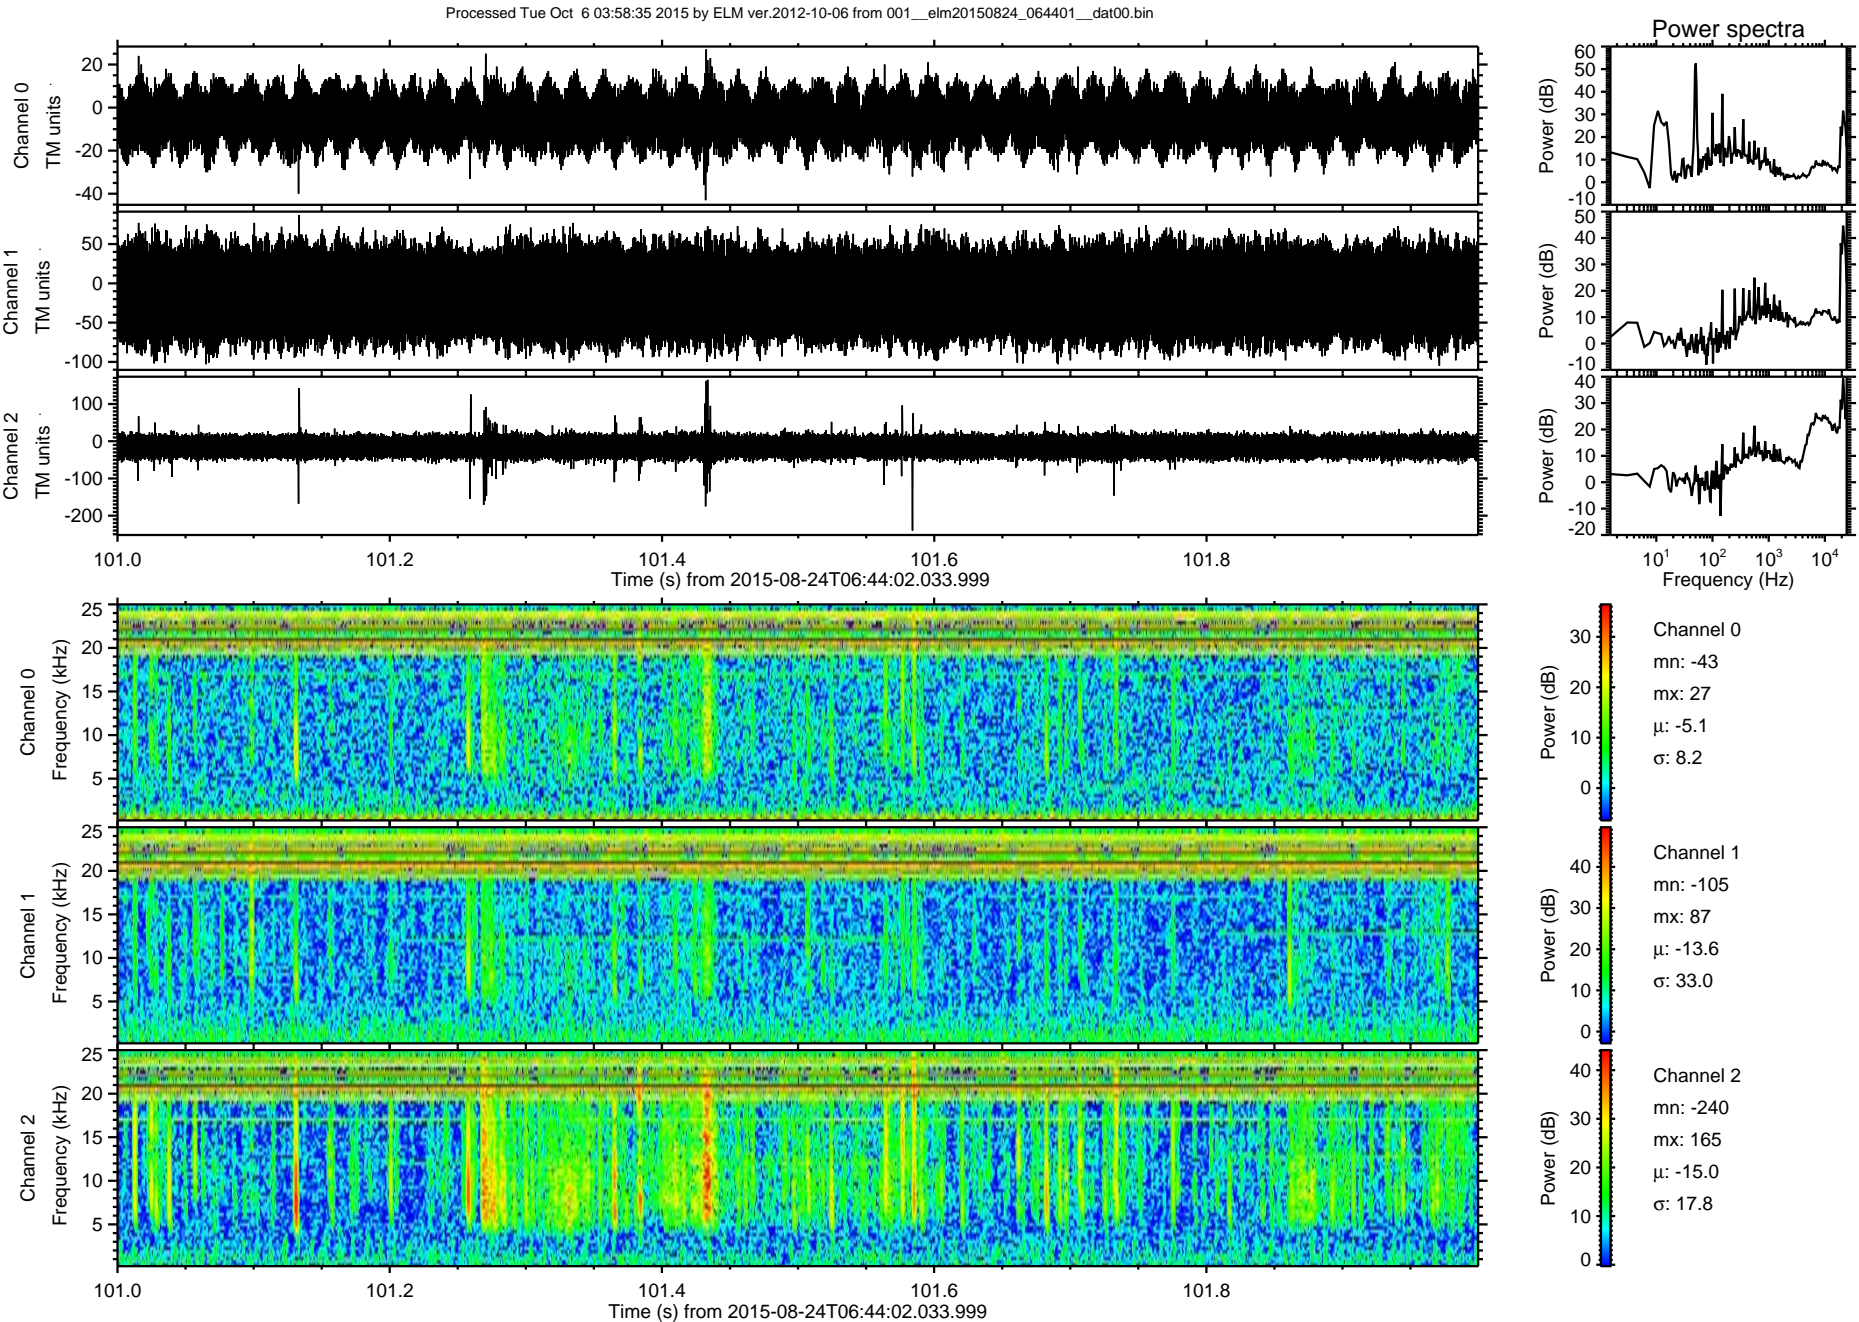 Processed Tue Oct  6 03:58:35 2015 by ELM ver.2012-10-06 from 001__elm20150824_064401__dat00.bin
Power spectra
Channel 0
TM units
20
0
-20
-40
Power (dB)
60
50
40
30
20
10
0
-10
Channel 1
TM units
50
0
-50
-100
Power (dB)
50
40
30
20
10
0
-10
Channel 2
TM units
100
0
-100
-200
Power (dB)
40
30
20
10
0
-10
-20
101.0 101.2 101.4 101.6 101.8
Time (s) from 2015-08-24T06:44:02.033.999
10^1 10^2 10^3 10^4
Frequency (Hz)
Channel 0
Frequency (kHz)
25
20
15
10
5
Power (dB)
30
20
10
0
Channel 0
mn: -43
mx: 27
μ: -5.1
σ: 8.2
Channel 1
Frequency (kHz)
25
20
15
10
5
Power (dB)
40
30
20
10
0
Channel 1
mn: -105
mx: 87
μ: -13.6
σ: 33.0
Channel 2
Frequency (kHz)
25
20
15
10
5
Power (dB)
40
30
20
10
0
Channel 2
mn: -240
mx: 165
μ: -15.0
σ: 17.8
101.0 101.2 101.4 101.6 101.8
Time (s) from 2015-08-24T06:44:02.033.999